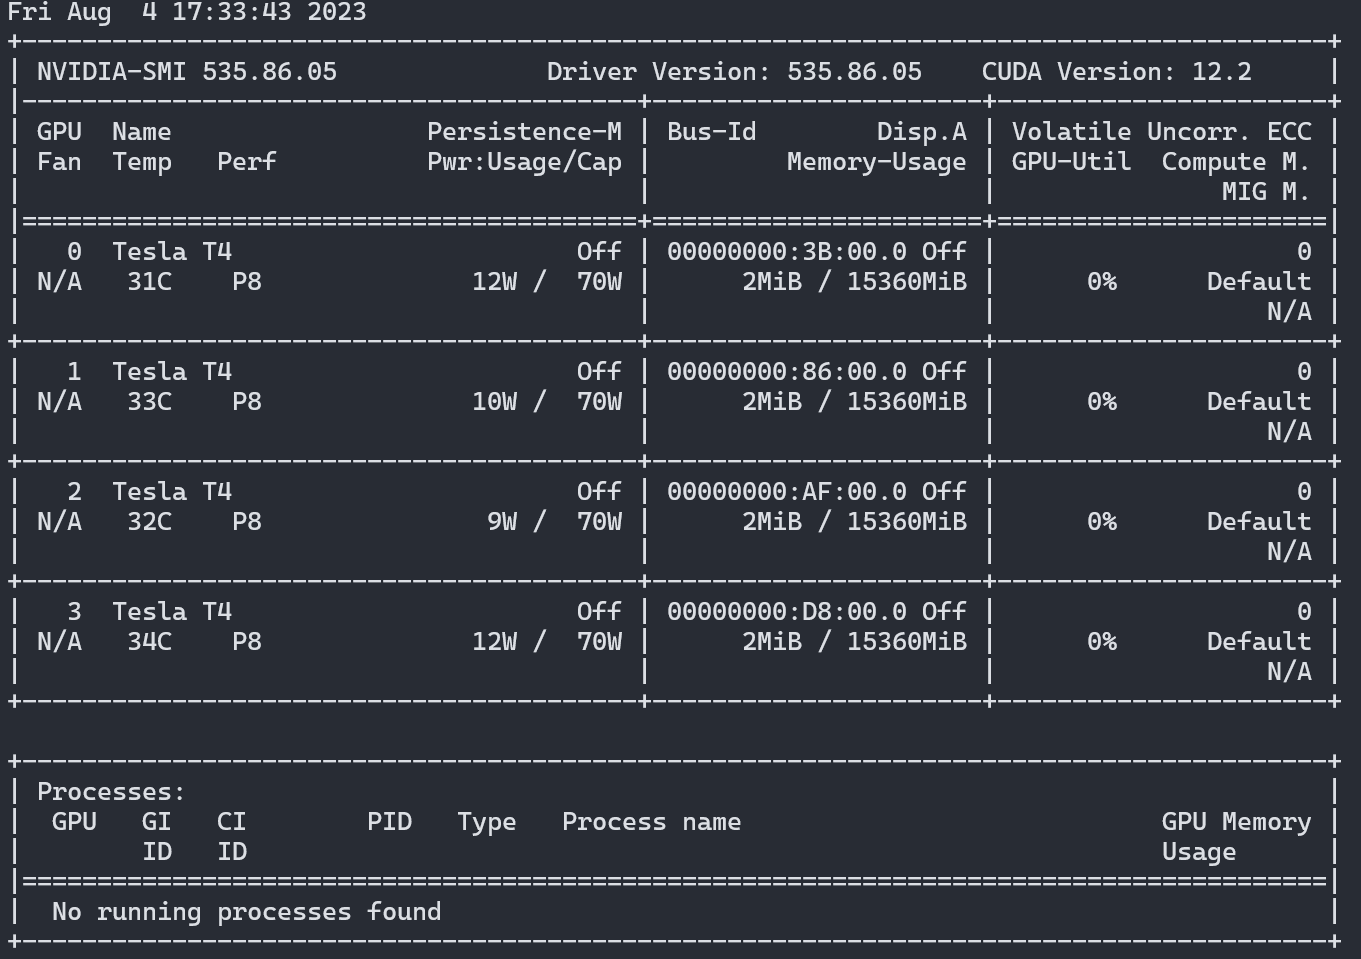 Fri Aug  4 17:33:43 2023
+---------------------------------------------------------------------------------------+
| NVIDIA-SMI 535.86.05              Driver Version: 535.86.05    CUDA Version: 12.2     |
|-----------------------------------------+----------------------+----------------------+
| GPU  Name                 Persistence-M | Bus-Id        Disp.A | Volatile Uncorr. ECC |
| Fan  Temp   Perf          Pwr:Usage/Cap |         Memory-Usage | GPU-Util  Compute M. |
|                                         |                      |               MIG M. |
|=========================================+======================+======================|
|   0  Tesla T4                       Off | 00000000:3B:00.0 Off |                    0 |
| N/A   31C    P8              12W /  70W |      2MiB / 15360MiB |      0%      Default |
|                                         |                      |                  N/A |
+-----------------------------------------+----------------------+----------------------+
|   1  Tesla T4                       Off | 00000000:86:00.0 Off |                    0 |
| N/A   33C    P8              10W /  70W |      2MiB / 15360MiB |      0%      Default |
|                                         |                      |                  N/A |
+-----------------------------------------+----------------------+----------------------+
|   2  Tesla T4                       Off | 00000000:AF:00.0 Off |                    0 |
| N/A   32C    P8               9W /  70W |      2MiB / 15360MiB |      0%      Default |
|                                         |                      |                  N/A |
+-----------------------------------------+----------------------+----------------------+
|   3  Tesla T4                       Off | 00000000:D8:00.0 Off |                    0 |
| N/A   34C    P8              12W /  70W |      2MiB / 15360MiB |      0%      Default |
|                                         |                      |                  N/A |
+-----------------------------------------+----------------------+----------------------+

+---------------------------------------------------------------------------------------+
| Processes:                                                                            |
|  GPU   GI   CI        PID   Type   Process name                            GPU Memory |
|        ID   ID                                                             Usage      |
|=======================================================================================|
|  No running processes found                                                           |
+---------------------------------------------------------------------------------------+